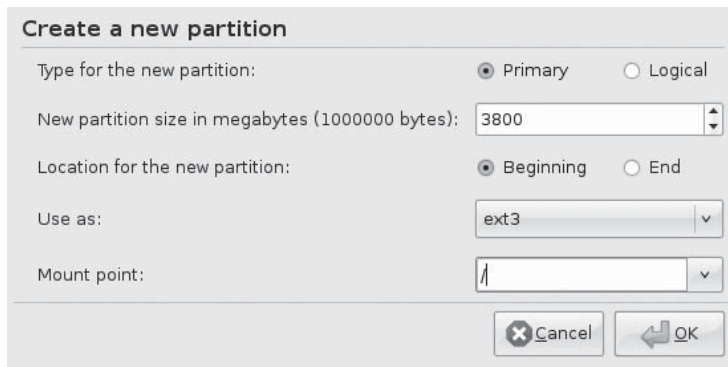 Create a new partition
Type for the new partition: Primary Logical
New partition size in megabytes (1000000 bytes): 3800
Location for the new partition: Beginning End
Use as: ext3
Mount point: /
Cancel OK